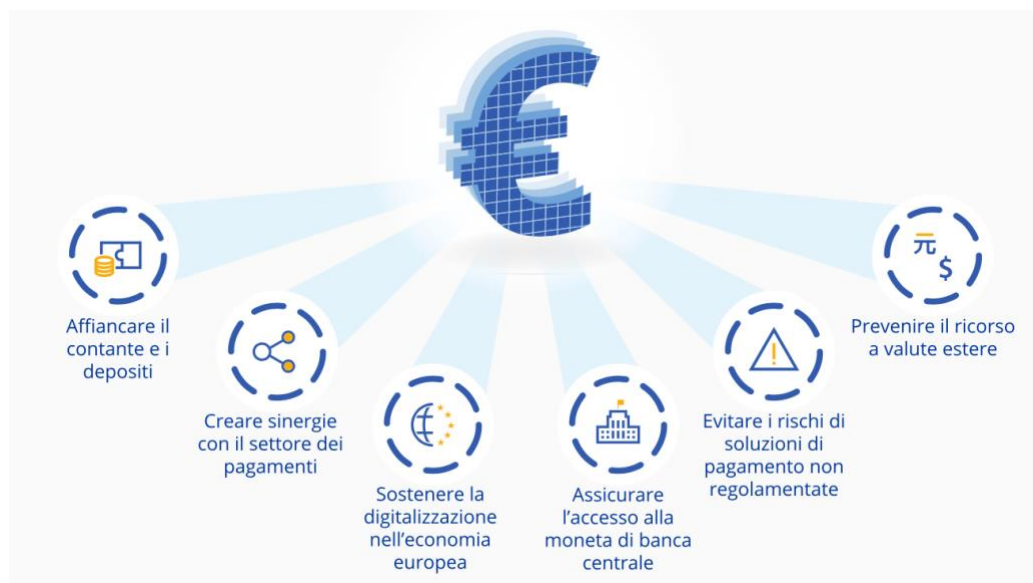 Affiancare il
contante e i
depositi
Creare sinergie
con il settore dei
pagamenti
Sostenere la
digitalizzazione
nell’economia
europea
Assicurare
l’accesso alla
moneta di banca
centrale
Evitare i rischi di
soluzioni di
pagamento non
regolamentate
元
$
Prevenire il ricorso
a valute estere